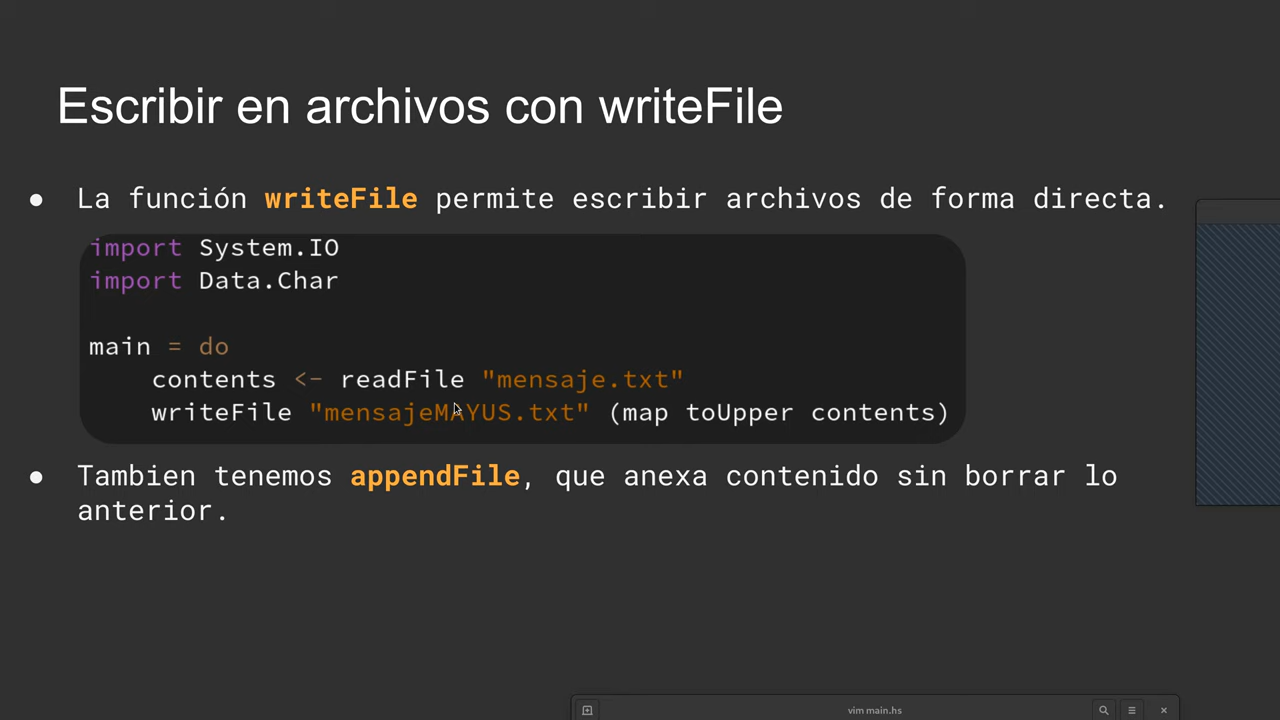 Escribir en archivos con writeFile
● La función writeFile permite escribir archivos de forma directa.
import System.IO
import Data.Char
main = do
    contents <- readFile "mensaje.txt"
    writeFile "mensajeMAYUS.txt" (map toUpper contents)
● Tambien tenemos appendFile, que anexa contenido sin borrar lo
anterior.
vim main.hs